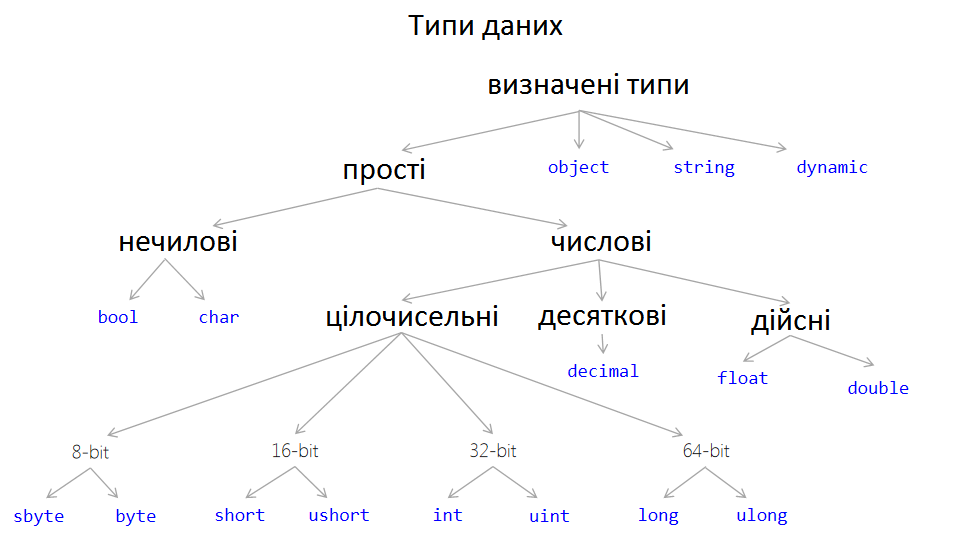 Типи даних
визначені типи
прості
object string dynamic
нечилові
числові
bool char
цілочисельні
десяткові
дійсні
decimal
float
double
8-bit 16-bit 32-bit 64-bit
sbyte byte short ushort int uint long ulong